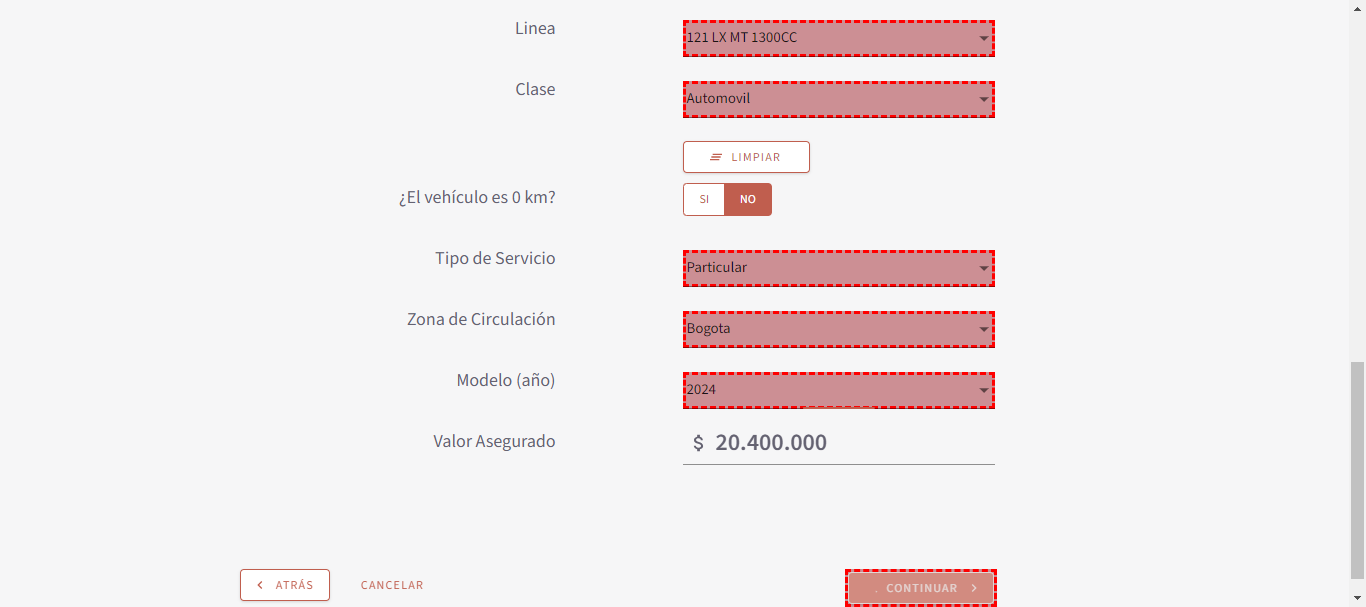 Linea
121 LX MT 1300CC
Clase
Automovil
LIMPIAR
¿El vehículo es 0 km?
SI NO
Tipo de Servicio
Particular
Zona de Circulación
Bogota
Modelo (año)
2024
Valor Asegurado
$ 20.400.000
ATRÁS CANCELAR CONTINUAR